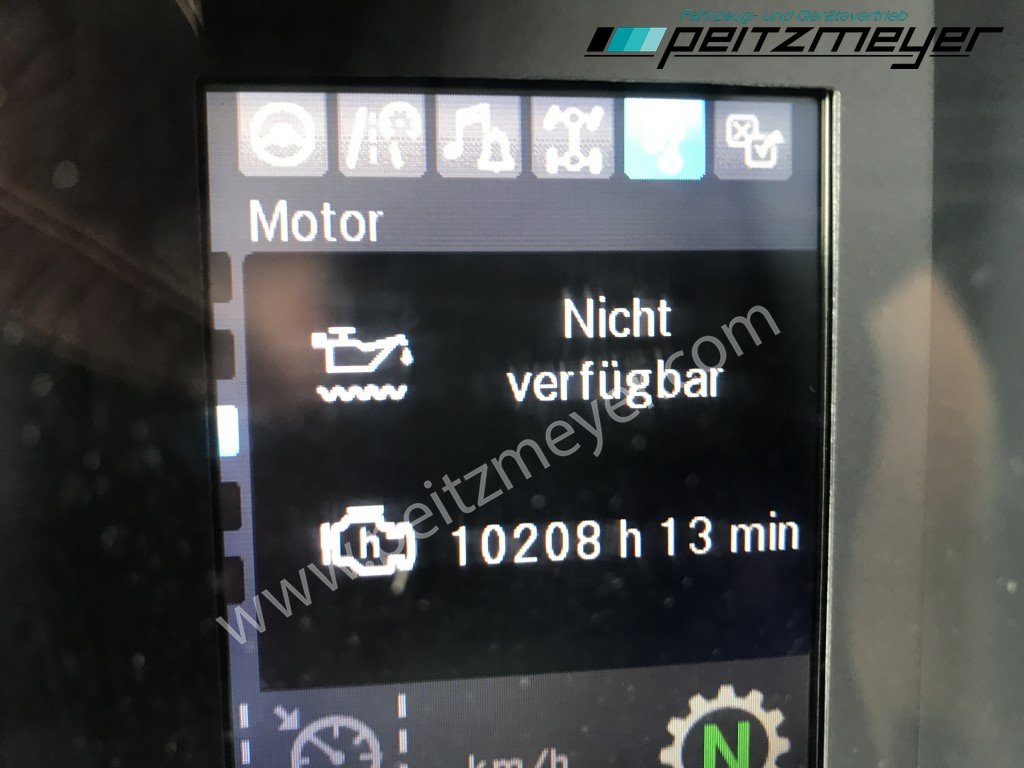 Fahrzeug- und Gerätevertrieb
peitzmeyer
Motor
Nicht
verfügbar
www.peitzmeyer.com
h 10208 h 13 min
km/h
N